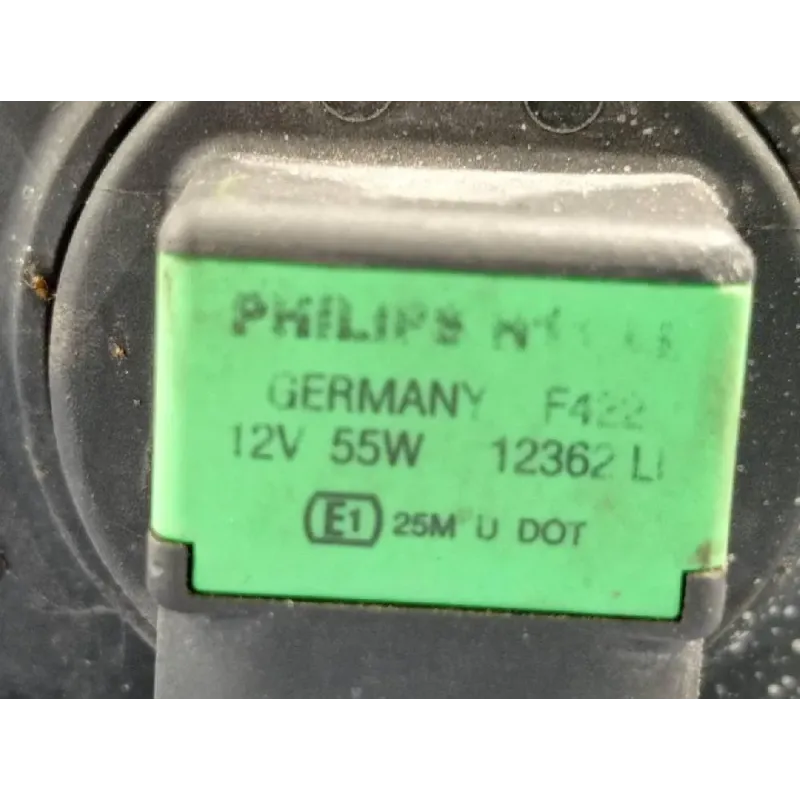 PHILIPS
GERMANY F422
12V 55W 12362
E1 25M U DOT